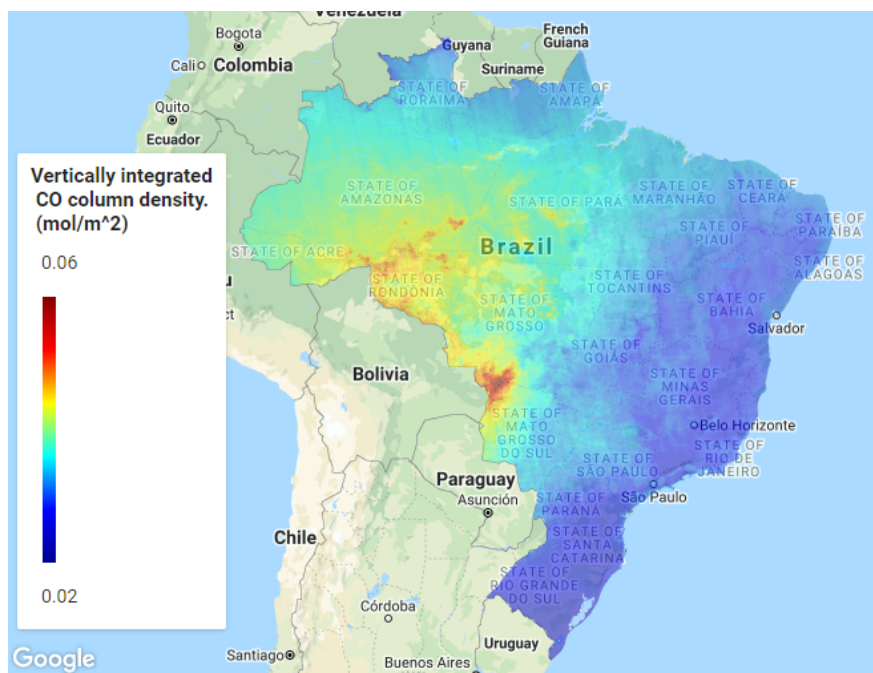 Venezuela
Bogota
Cali
Colombia
Quito
Ecuador
Guyana
French
Guiana
Suriname
STATE OF
RORAIMA
STATE OF
AMAPÁ
Vertically integrated
CO column density.
(mol/m^2)
0.06
0.02
STATE OF
AMAZONAS
STATE OF PARÁ
STATE OF
MARANHÃO
STATE OF
CEARÁ
STATE OF
PARAÍBA
STATE OF
PIAUÍ
STATE OF ACRE
Brazil
STATE OF
ALAGOAS
STATE OF
RONDÔNIA
STATE OF
TOCANTINS
STATE OF
MATO
GROSSO
STATE OF
BAHIA
Salvador
u
ct
STATE OF
GOIÁS
Bolivia
STATE OF
MINAS
GERAIS
STATE OF
MATO
GROSSO
DO SUL
Belo Horizonte
STATE OF
RIO DE
JANEIRO
STATE OF
SÃO PAULO
São Paulo
Paraguay
Asunción
STATE OF
PARANÁ
Chile
STATE OF
SANTA
CATARINA
STATE OF
RIO GRANDE
DO SUL
Córdoba
Uruguay
Santiago
Buenos Aires
Google